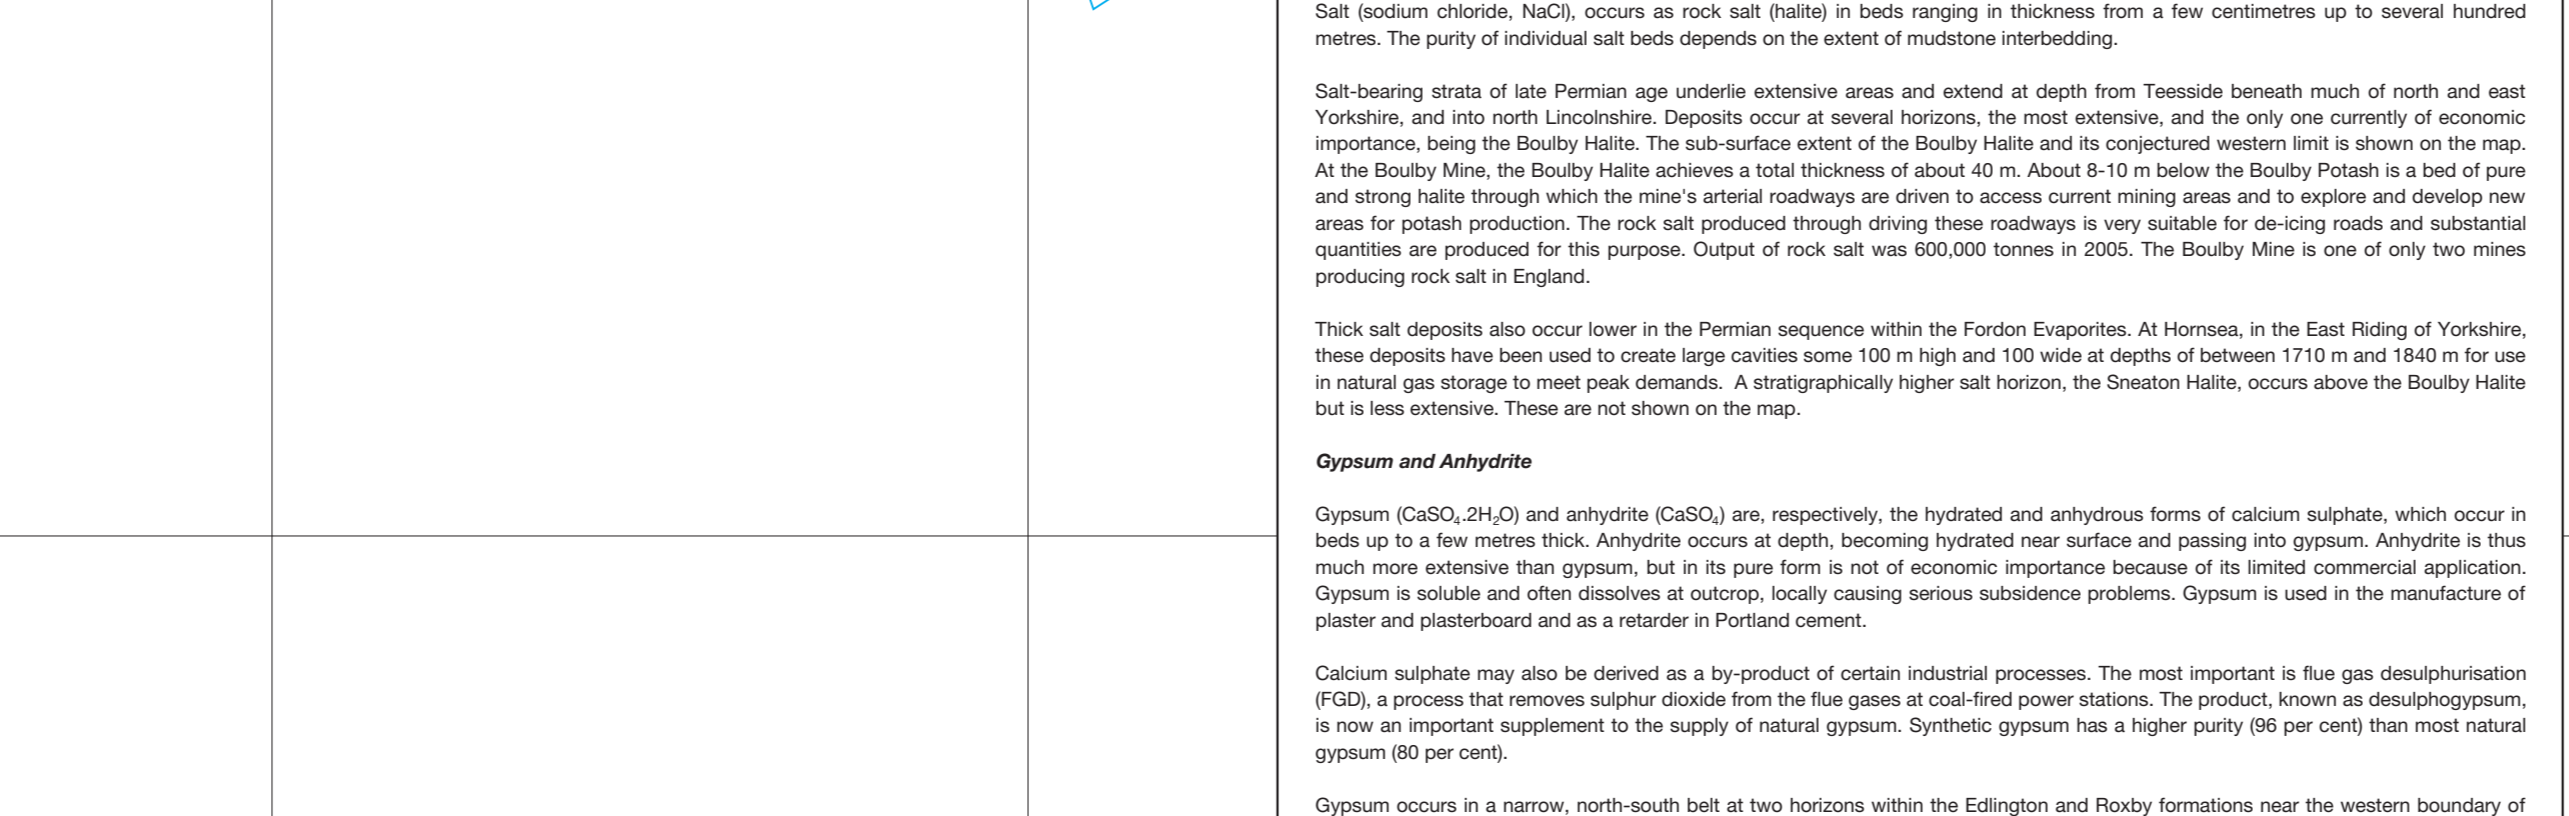 Salt (sodium chloride, NaCl), occurs as rock salt (halite) in beds ranging in thickness from a few centimetres up to several hundred
metres. The purity of individual salt beds depends on the extent of mudstone interbedding.
Salt-bearing strata of late Permian age underlie extensive areas and extend at depth from Teesside beneath much of north and east
Yorkshire, and into north Lincolnshire. Deposits occur at several horizons, the most extensive, and the only one currently of economic
importance, being the Boulby Halite. The sub-surface extent of the Boulby Halite and its conjectured western limit is shown on the map.
At the Boulby Mine, the Boulby Halite achieves a total thickness of about 40 m. About 8-10 m below the Boulby Potash is a bed of pure
and strong halite through which the mine's arterial roadways are driven to access current mining areas and to explore and develop new
areas for potash production. The rock salt produced through driving these roadways is very suitable for de-icing roads and substantial
quantities are produced for this purpose. Output of rock salt was 600,000 tonnes in 2005. The Boulby Mine is one of only two mines
producing rock salt in England.
Thick salt deposits also occur lower in the Permian sequence within the Fordon Evaporites. At Hornsea, in the East Riding of Yorkshire,
these deposits have been used to create large cavities some 100 m high and 100 wide at depths of between 1710 m and 1840 m for use
in natural gas storage to meet peak demands.  A stratigraphically higher salt horizon, the Sneaton Halite, occurs above the Boulby Halite
but is less extensive. These are not shown on the map.
Gypsum and Anhydrite
Gypsum (CaSO₄.2H₂O) and anhydrite (CaSO₄) are, respectively, the hydrated and anhydrous forms of calcium sulphate, which occur in
beds up to a few metres thick. Anhydrite occurs at depth, becoming hydrated near surface and passing into gypsum. Anhydrite is thus
much more extensive than gypsum, but in its pure form is not of economic importance because of its limited commercial application.
Gypsum is soluble and often dissolves at outcrop, locally causing serious subsidence problems. Gypsum is used in the manufacture of
plaster and plasterboard and as a retarder in Portland cement.
Calcium sulphate may also be derived as a by-product of certain industrial processes. The most important is flue gas desulphurisation
(FGD), a process that removes sulphur dioxide from the flue gases at coal-fired power stations. The product, known as desulphogypsum,
is now an important supplement to the supply of natural gypsum. Synthetic gypsum has a higher purity (96 per cent) than most natural
gypsum (80 per cent).
Gypsum occurs in a narrow, north-south belt at two horizons within the Edlington and Roxby formations near the western boundary of